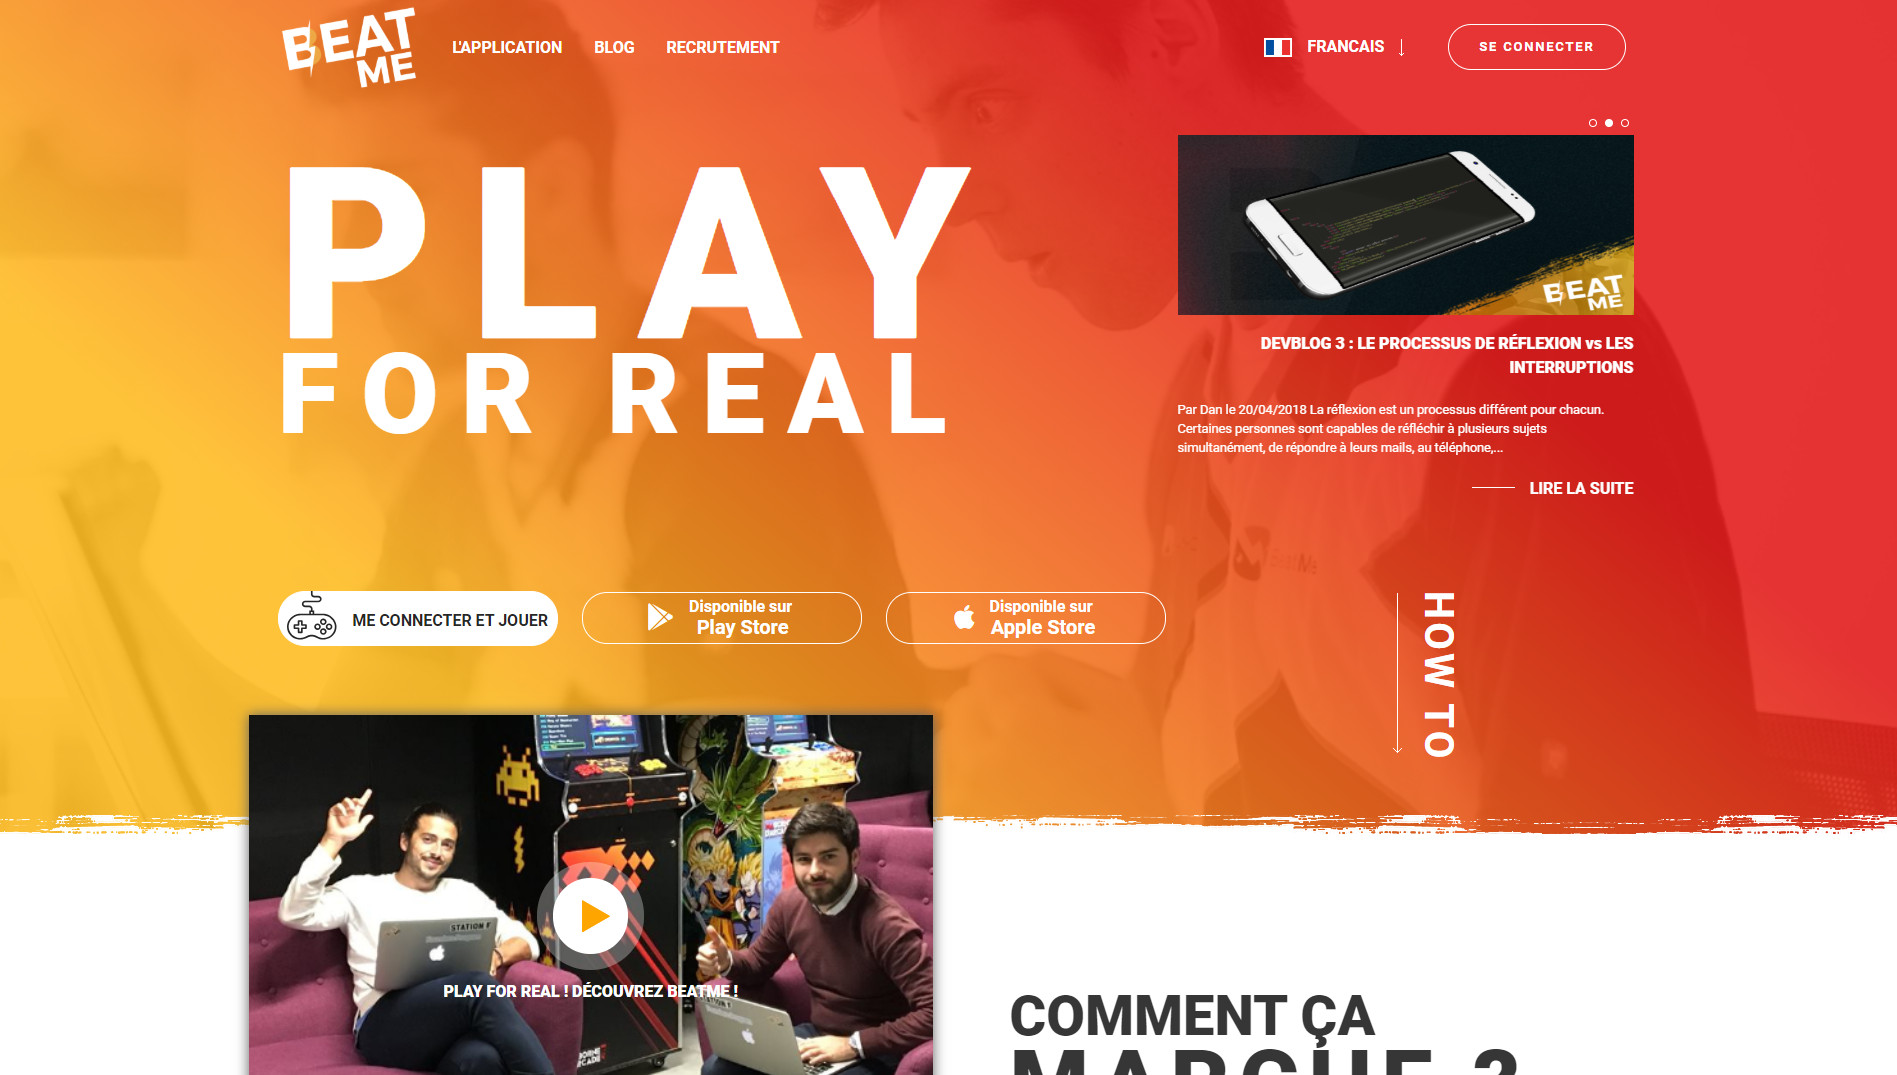 BEAT
ME
L'APPLICATION
BLOG
RECRUTEMENT
FRANCAIS
SE CONNECTER
PLAY
FOR REAL
BEAT
ME
DEVBLOG 3 : LE PROCESSUS DE RÉFLEXION vs LES
INTERRUPTIONS
Par Dan le 20/04/2018 La réflexion est un processus différent pour chacun.
Certaines personnes sont capables de réfléchir à plusieurs sujets
simultanément, de répondre à leurs mails, au téléphone,...
LIRE LA SUITE
BeatMe
ME CONNECTER ET JOUER
Disponible sur
Play Store
Disponible sur
Apple Store
HOW TO
STATION F
PLAY FOR REAL ! DÉCOUVREZ BEATME !
COMMENT ÇA
MARCHE ?